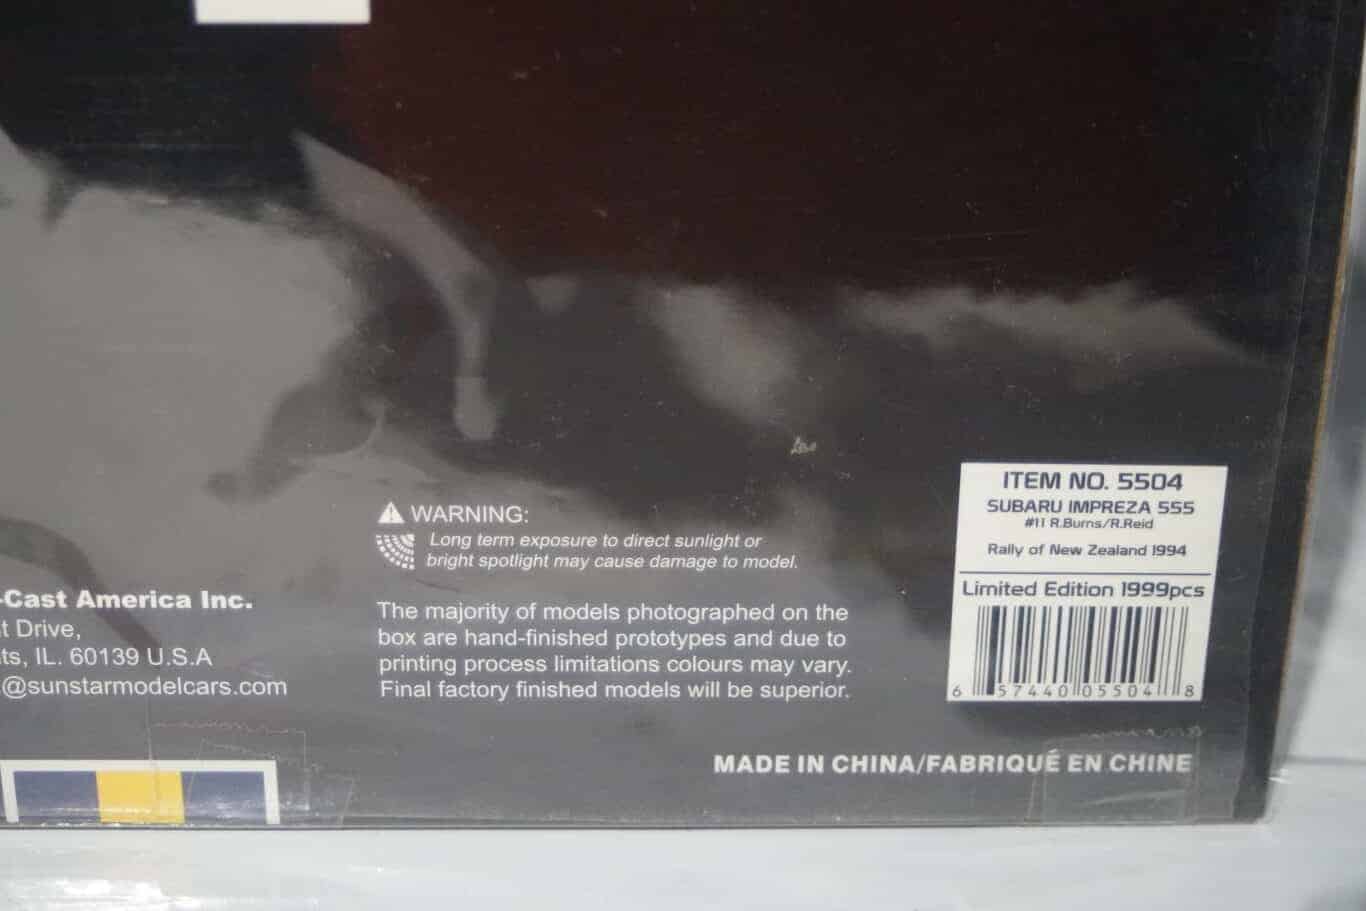 WARNING:
Long term exposure to direct sunlight or
bright spotlight may cause damage to model.
-Cast America Inc.
t Drive,
ts, IL. 60139 U.S.A
@sunstarmodelcars.com
The majority of models photographed on the
box are hand-finished prototypes and due to
printing process limitations colours may vary.
Final factory finished models will be superior.
ITEM NO. 5504
SUBARU IMPREZA 555
#11 R.Burns/R.Reid
Rally of New Zealand 1994
Limited Edition 1999pcs
6 57440 05504 8
MADE IN CHINA/FABRIQUÉ EN CHINE